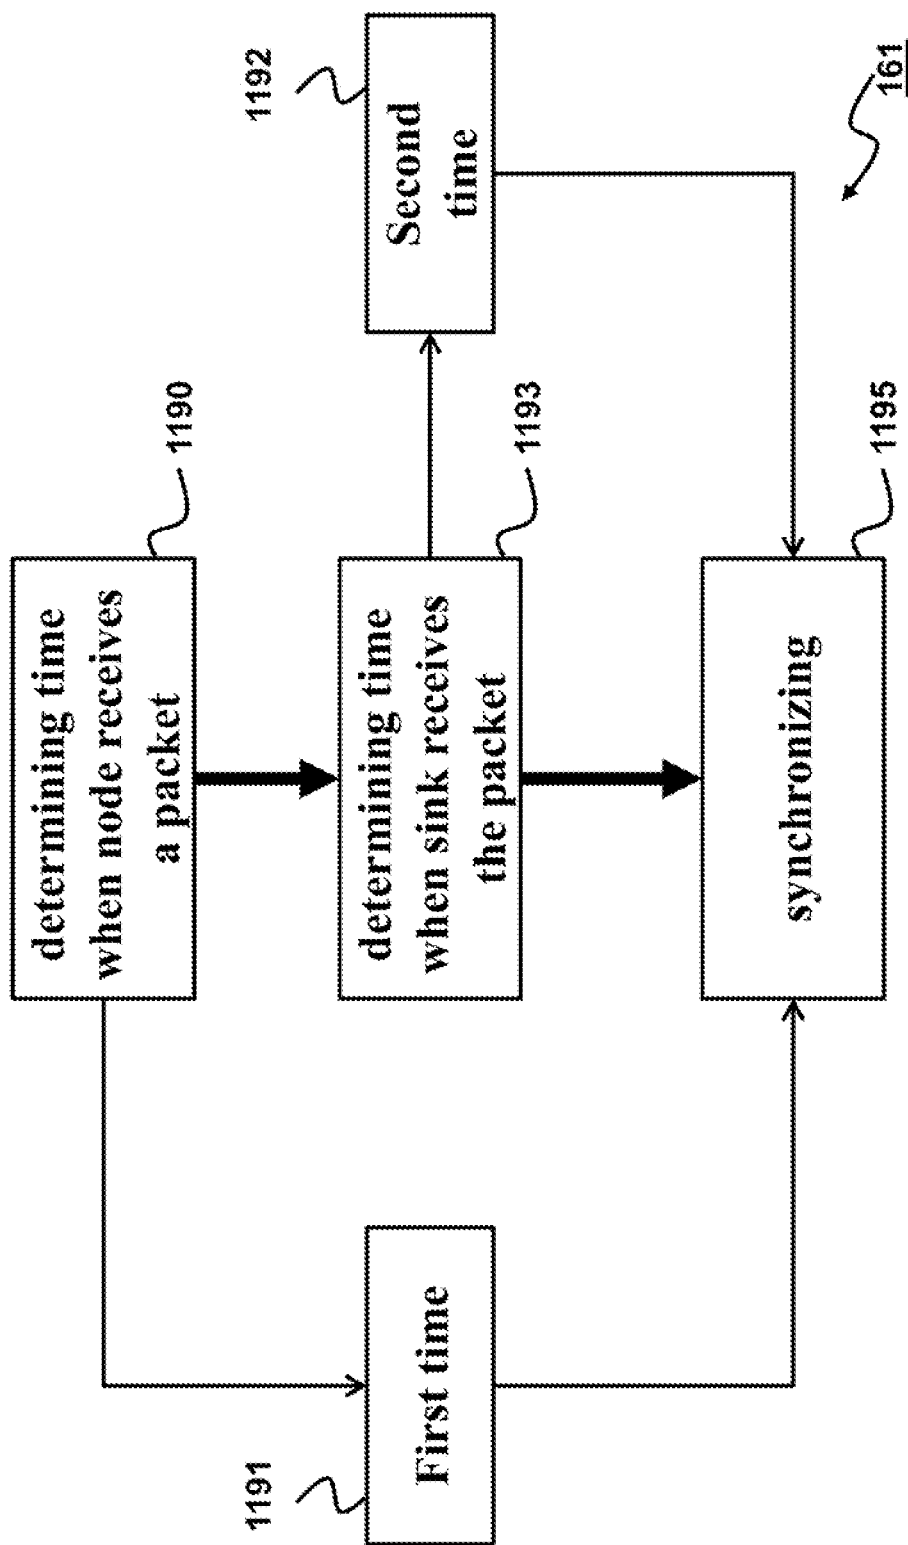 determining time
when node receives
a packet
1190
First time
1191
determining time
when sink receives
the packet
1193
Second
time
1192
synchronizing
1195
161